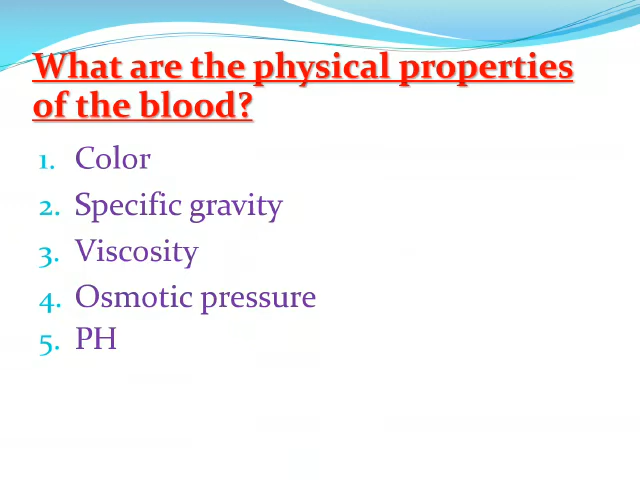 What are the physical properties
of the blood?
1. Color
2. Specific gravity
3. Viscosity
4. Osmotic pressure
5. PH